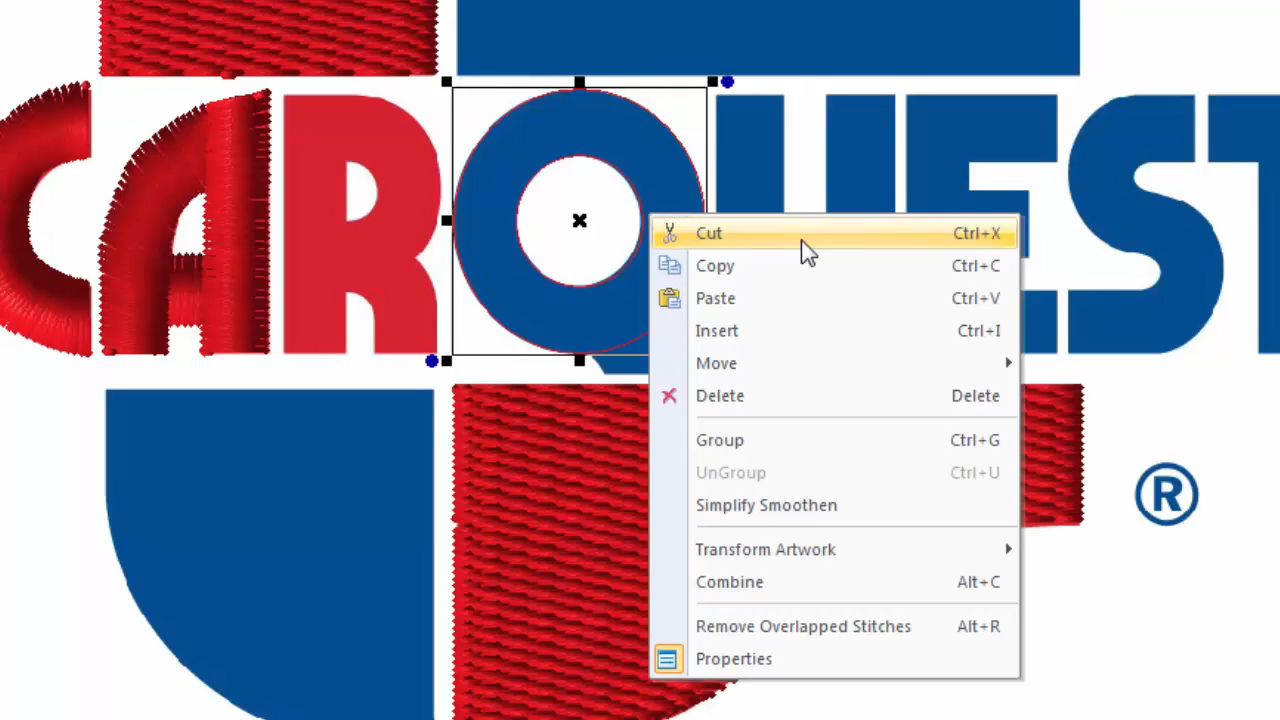 CARQUEST
Cut Ctrl+X
Copy Ctrl+C
Paste Ctrl+V
Insert Ctrl+I
Move
Delete Delete
Group Ctrl+G
UnGroup Ctrl+U
Simplify Smoothen
Transform Artwork
Combine Alt+C
Remove Overlapped Stitches Alt+R
Properties
®